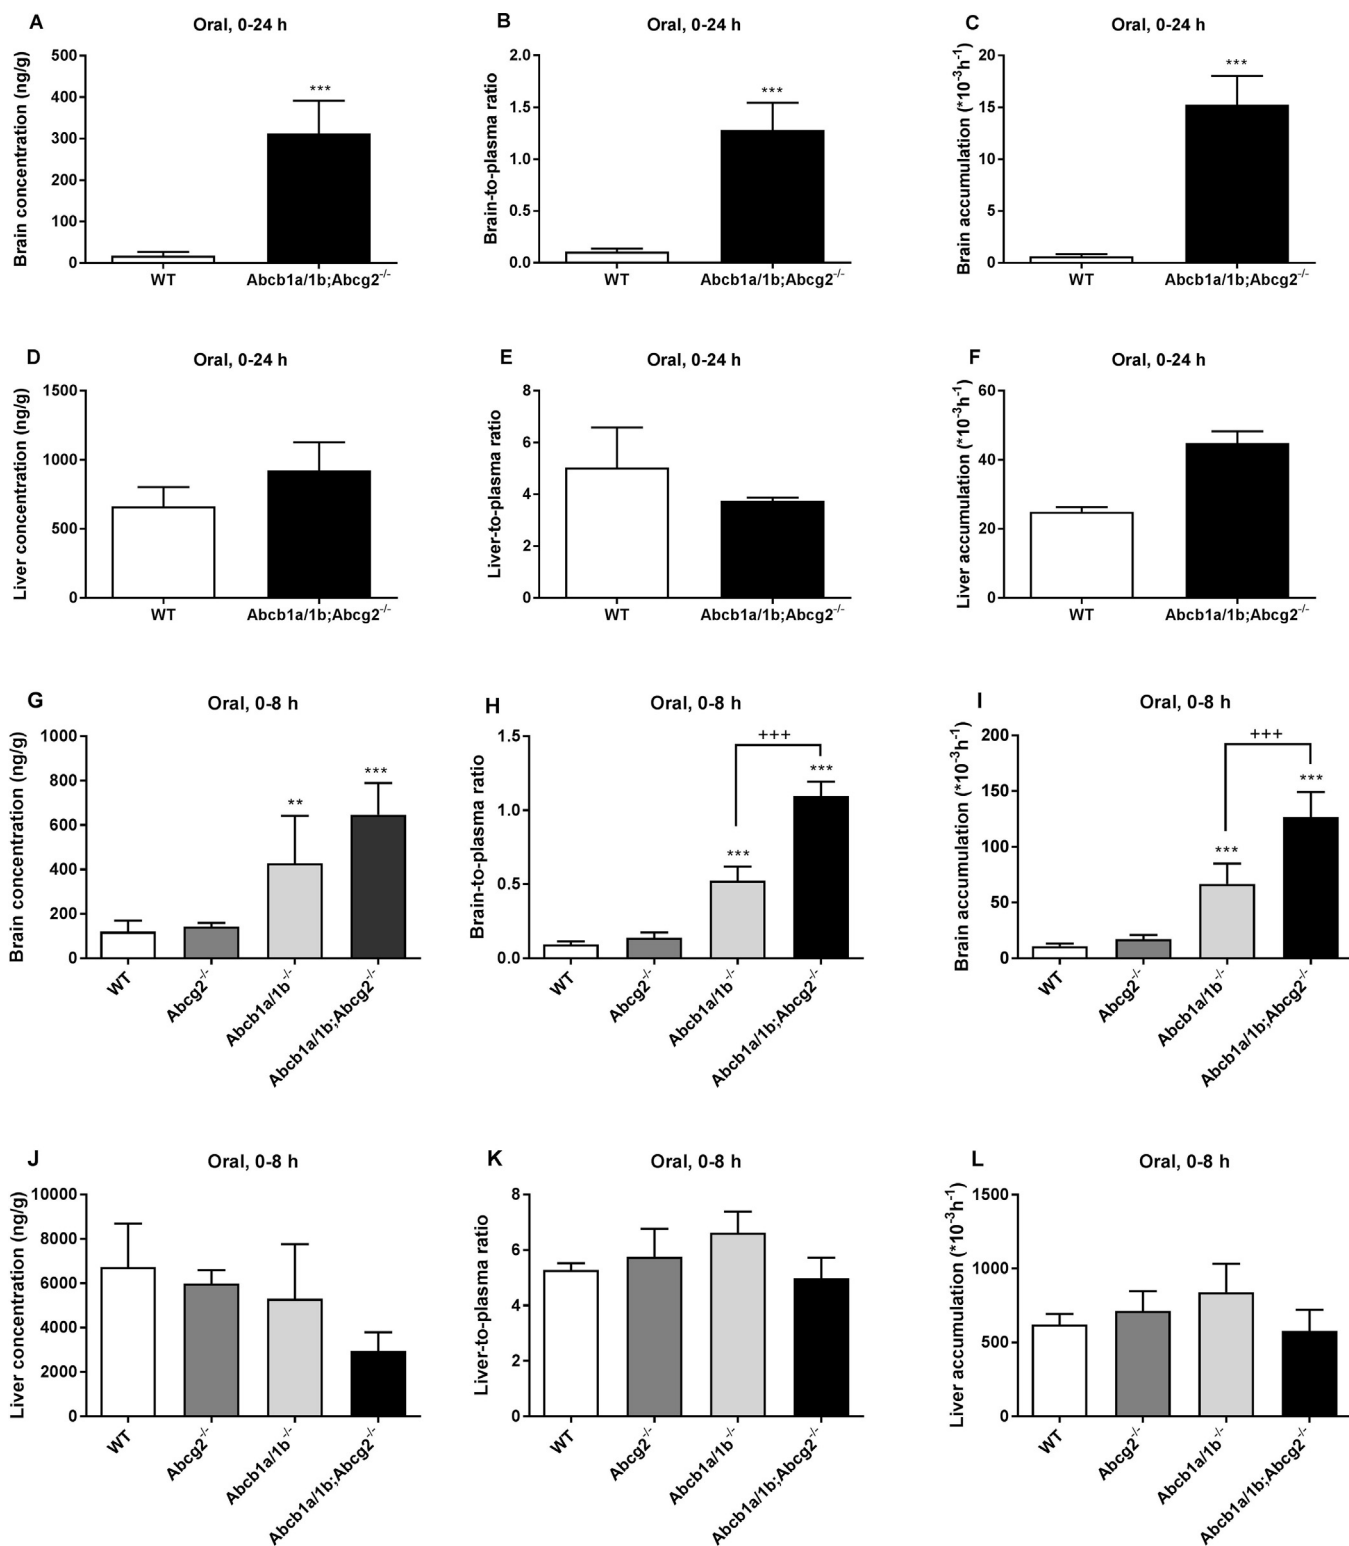 A
Oral, 0-24 h
Brain concentration (ng/g)
500
400
300
200
100
0
***
WT
Abcb1a/1b;Abcg2-/-
B
Oral, 0-24 h
Brain-to-plasma ratio
2.0
1.5
1.0
0.5
0.0
***
WT
Abcb1a/1b;Abcg2-/-
C
Oral, 0-24 h
Brain accumulation (*10-3h-1)
20
15
10
5
0
***
WT
Abcb1a/1b;Abcg2-/-
D
Oral, 0-24 h
Liver concentration (ng/g)
1500
1000
500
0
WT
Abcb1a/1b;Abcg2-/-
E
Oral, 0-24 h
Liver-to-plasma ratio
8
6
4
2
0
WT
Abcb1a/1b;Abcg2-/-
F
Oral, 0-24 h
Liver accumulation (*10-3h-1)
60
40
20
0
WT
Abcb1a/1b;Abcg2-/-
G
Oral, 0-8 h
Brain concentration (ng/g)
1000
800
600
400
200
0
**
***
WT
Abcg2-/-
Abcb1a/1b-/-
Abcb1a/1b;Abcg2-/-
H
Oral, 0-8 h
Brain-to-plasma ratio
1.5
1.0
0.5
0.0
+++
***
***
WT
Abcg2-/-
Abcb1a/1b-/-
Abcb1a/1b;Abcg2-/-
I
Oral, 0-8 h
Brain accumulation (*10-3h-1)
200
150
100
50
0
+++
***
***
WT
Abcg2-/-
Abcb1a/1b-/-
Abcb1a/1b;Abcg2-/-
J
Oral, 0-8 h
Liver concentration (ng/g)
10000
8000
6000
4000
2000
0
WT
Abcg2-/-
Abcb1a/1b-/-
Abcb1a/1b;Abcg2-/-
K
Oral, 0-8 h
Liver-to-plasma ratio
8
6
4
2
0
WT
Abcg2-/-
Abcb1a/1b-/-
Abcb1a/1b;Abcg2-/-
L
Oral, 0-8 h
Liver accumulation (*10-3h-1)
1500
1000
500
0
WT
Abcg2-/-
Abcb1a/1b-/-
Abcb1a/1b;Abcg2-/-